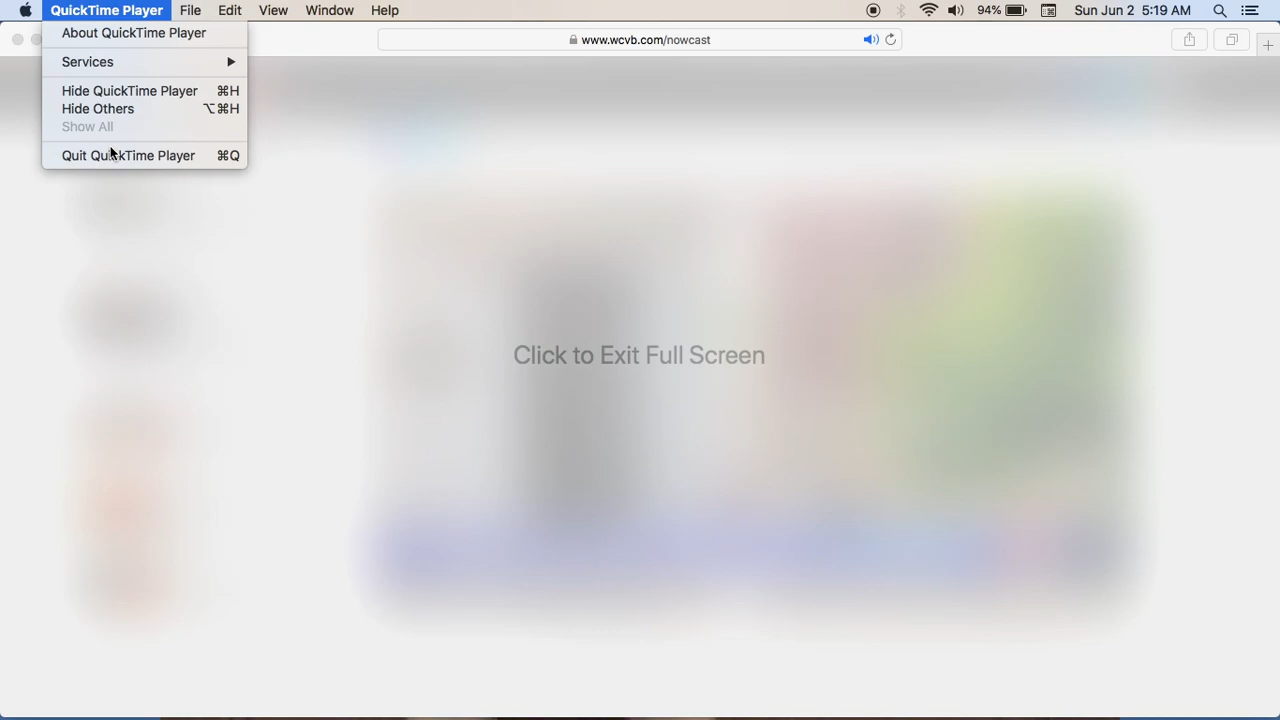 QuickTime Player File Edit View Window Help 94% Sun Jun 2 5:19 AM
About QuickTime Player
www.wcvb.com/nowcast
Services
Hide QuickTime Player ⌘H
Hide Others ⌥⌘H
Show All
Quit QuickTime Player ⌘Q
Click to Exit Full Screen